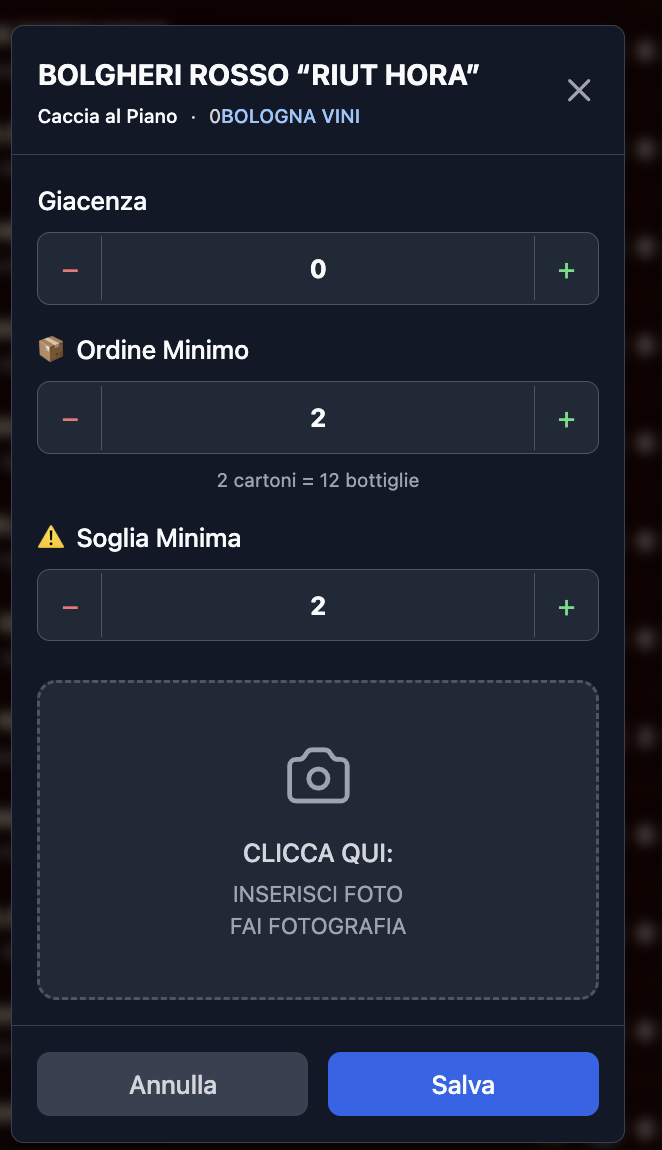 BOLGHERI ROSSO “RIUT HORA”
Caccia al Piano · 0BOLOGNA VINI
Giacenza
− 0 +
📦 Ordine Minimo
− 2 +
2 cartoni = 12 bottiglie
⚠️ Soglia Minima
− 2 +
CLICCA QUI:
INSERISCI FOTO
FAI FOTOGRAFIA
Annulla Salva